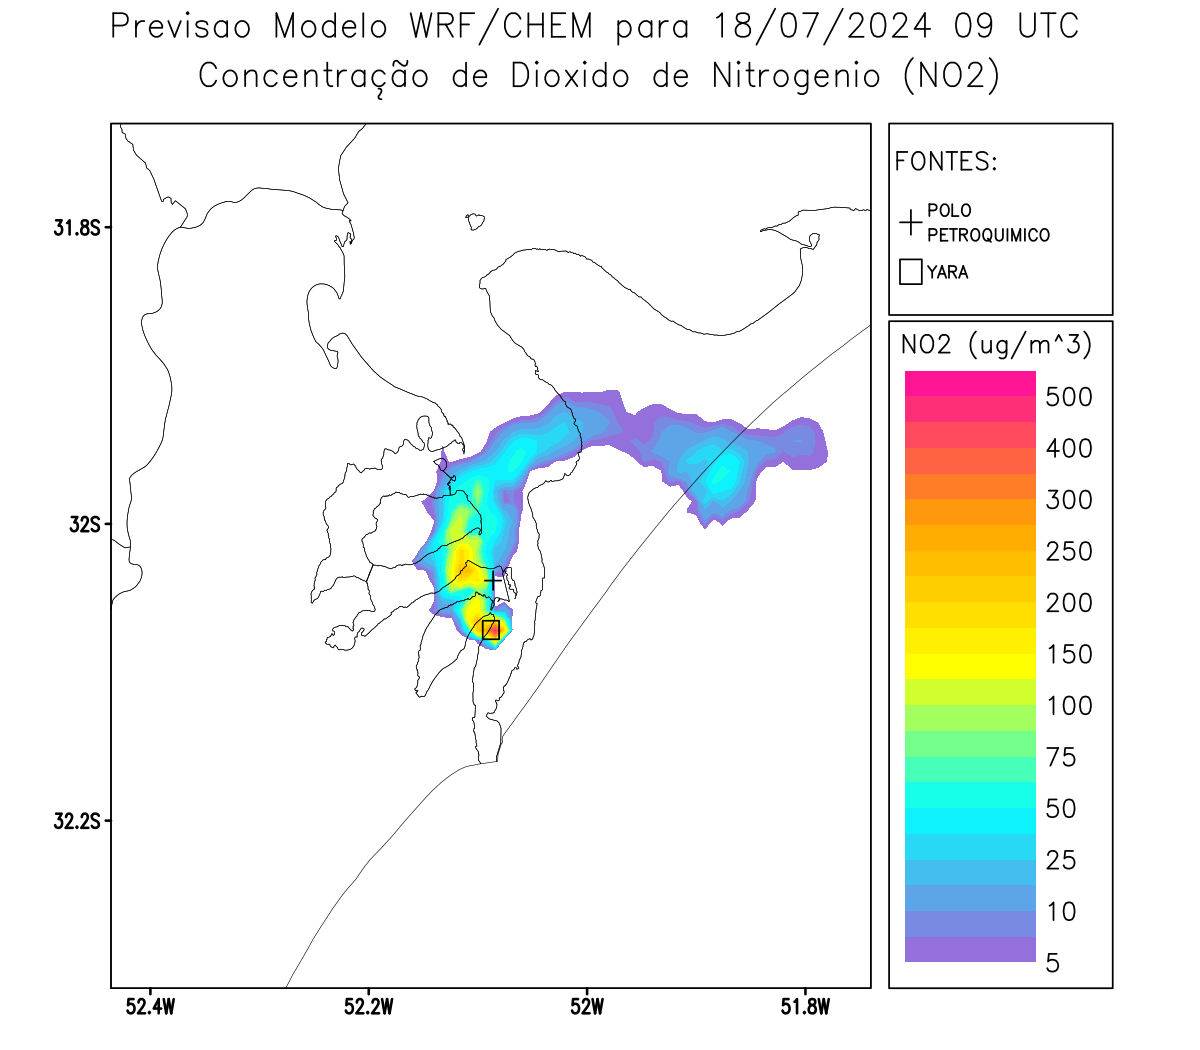 Previsao Modelo WRF/CHEM para 18/07/2024 09 UTC
Concentração de Dioxido de Nitrogenio (NO2)
FONTES:
POLO
PETROQUIMICO
YARA
NO2 (ug/m^3)
500
400
300
250
200
150
100
75
50
25
10
5
31.8S
32S
32.2S
52.4W
52.2W
52W
51.8W